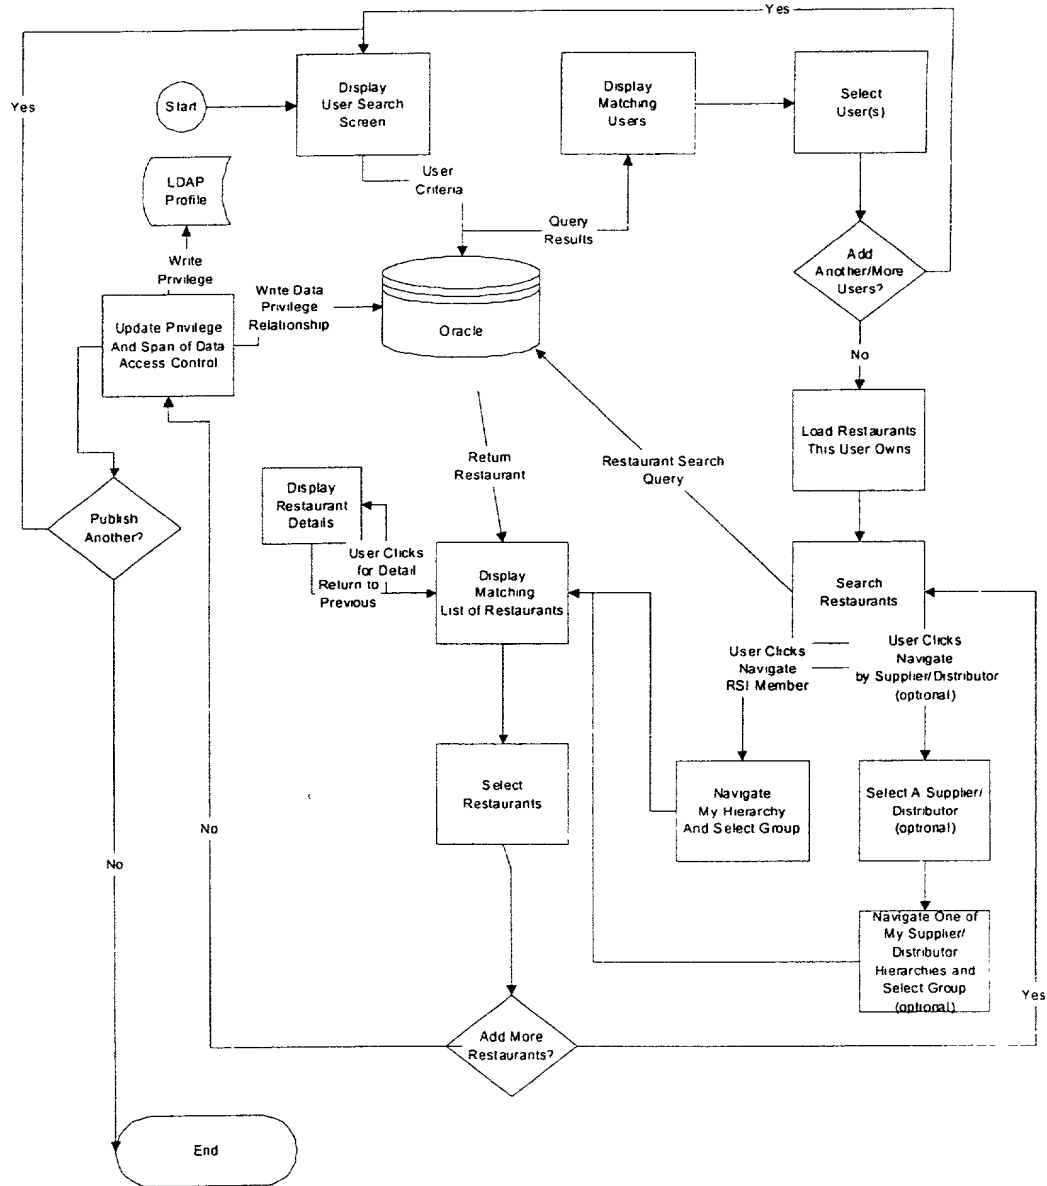 Yes
Yes
Start
Display
User Search
Screen
Display
Matching
Users
Select
User(s)
LDAP
Profile
User
Criteria
Query
Results
Write
Privilege
Write Data
Privilege
Relationship
Add
Another/More
Users?
Update Privilege
And Span of Data
Access Control
Oracle
No
Load Restaurants
This User Owns
Return
Restaurant
Restaurant Search
Query
Display
Restaurant
Details
Publish
Another?
User Clicks
for Detail
Return to
Previous
Display
Matching
List of Restaurants
Search
Restaurants
User Clicks
Navigate
RSI Member
User Clicks
Navigate
by Supplier/Distributor
(optional)
Select
Restaurants
Navigate
My Hierarchy
And Select Group
Select A Supplier/
Distributor
(optional)
No
No
Navigate One of
My Supplier/
Distributor
Hierarchies and
Select Group
(optional)
Yes
Add More
Restaurants?
End